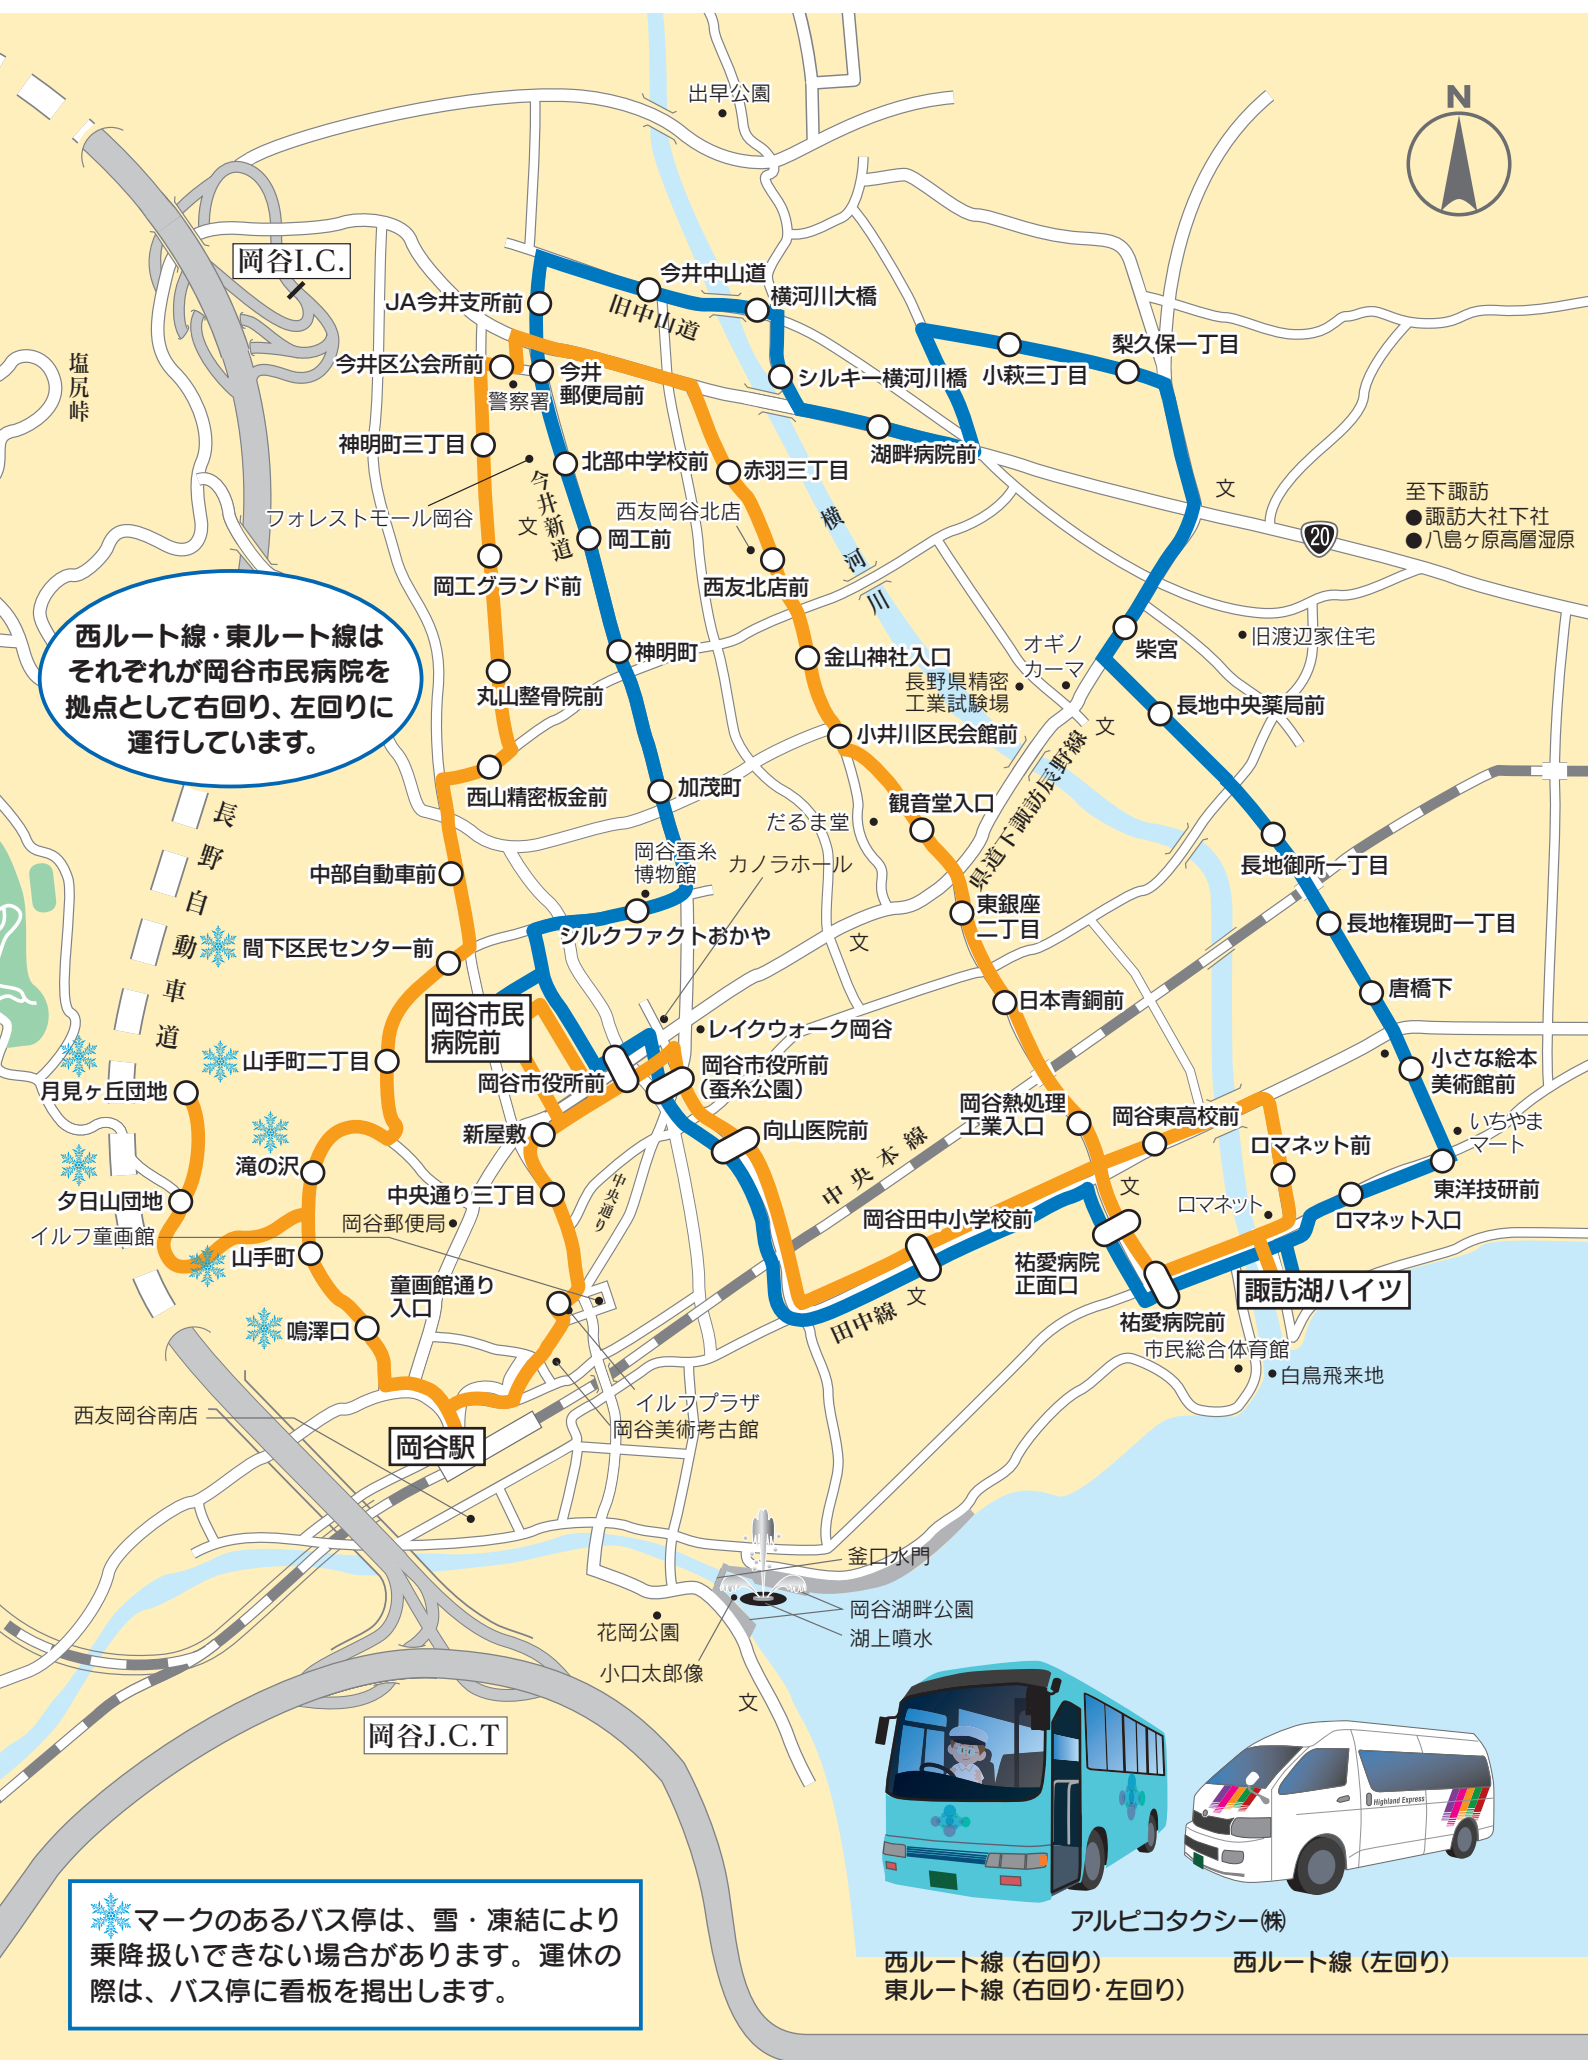 出早公園
N
岡谷I.C.
今井中山道
JA今井支所前
横河川大橋
旧中山道
塩尻峠
今井区公会所前
今井
郵便局前
シルキー横河川橋
小萩三丁目
梨久保一丁目
警察署
神明町三丁目
北部中学校前
赤羽三丁目
湖畔病院前
フォレストモール岡谷
今井新道
文
西友岡谷北店
横河川
文
至下諏訪
●諏訪大社下社
●八島ヶ原高層湿原
20
岡工前
岡工グランド前
西友北店前
西ルート線・東ルート線は
それぞれが岡谷市民病院を
拠点として右回り、左回りに
運行しています。
神明町
金山神社入口
オギノ
カーマ
柴宮
旧渡辺家住宅
長野県精密
工業試験場
丸山整骨院前
小井川区民会館前
文
長地中央薬局前
県道下諏訪辰野線
西山精密板金前
加茂町
観音堂入口
だるま堂
長野自動車道
岡谷蚕糸
博物館
カノラホール
長地御所一丁目
中部自動車前
東銀座
二丁目
長地権現町一丁目
間下区民センター前
シルクファクトおかや
文
唐橋下
岡谷市民
病院前
日本青銅前
レイクウォーク岡谷
山手町二丁目
岡谷市役所前
岡谷市役所前
(蚕糸公園)
小さな絵本
美術館前
月見ヶ丘団地
新屋敷
向山医院前
岡谷熱処理
工業入口
岡谷東高校前
いちやま
マート
滝の沢
中央本線
ロマネット前
夕日山団地
中央通り三丁目
中央通り
文
東洋技研前
岡谷郵便局
岡谷田中小学校前
ロマネット
ロマネット入口
イルフ童画館
山手町
童画館通り
入口
祐愛病院
正面口
諏訪湖ハイツ
文
鳴澤口
田中線
祐愛病院前
市民総合体育館
白鳥飛来地
イルフプラザ
岡谷美術考古館
西友岡谷南店
岡谷駅
釜口水門
岡谷湖畔公園
湖上噴水
花岡公園
小口太郎像
文
岡谷J.C.T
Highland Express
アルピコタクシー㈱
西ルート線(右回り)
東ルート線(右回り・左回り)
西ルート線(左回り)
マークのあるバス停は、雪・凍結により
乗降扱いできない場合があります。運休の
際は、バス停に看板を掲出します。